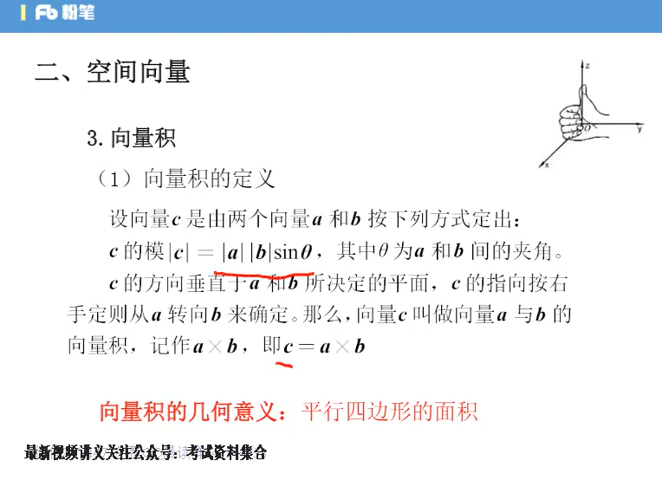 粉笔
二、空间向量
3.向量积
（1）向量积的定义
设向量c 是由两个向量a 和b 按下列方式定出：
c 的模|c| = |a| |b|sinθ，其中θ 为a 和b 间的夹角。
c 的方向垂直于a 和b 所决定的平面，c 的指向按右
手定则从a 转向b 来确定。那么，向量c 叫做向量a 与b 的
向量积，记作a×b，即c = a×b
向量积的几何意义：平行四边形的面积
最新视频讲义关注公众号：考试资料集合
z
y
x